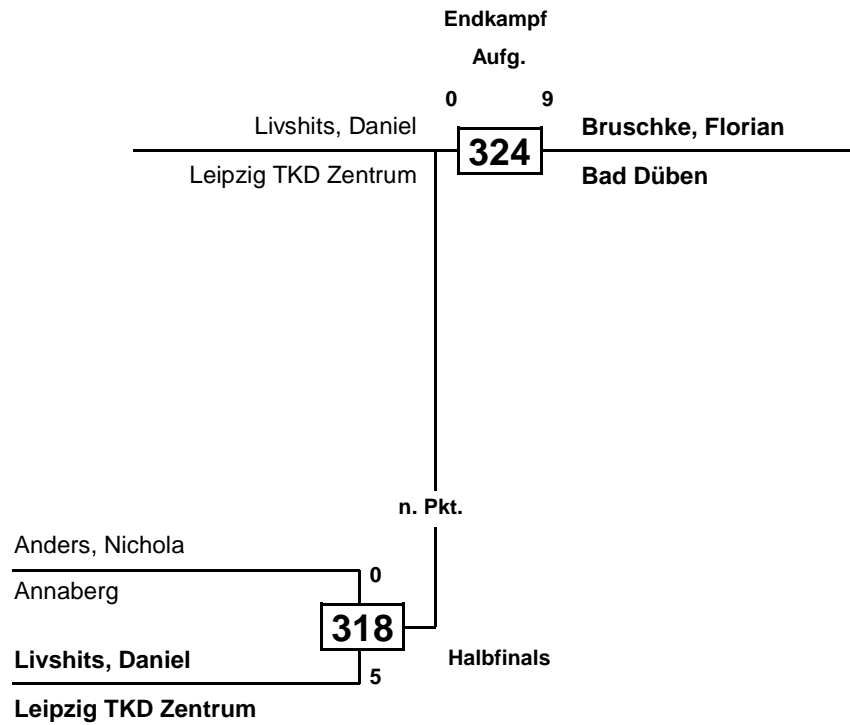 Endkampf
Aufg.
0 9
Livshits, Daniel
Leipzig TKD Zentrum
324
Bruschke, Florian
Bad Düben
n. Pkt.
Anders, Nichola
Annaberg
0
318
Livshits, Daniel
Leipzig TKD Zentrum
5
Halbfinals